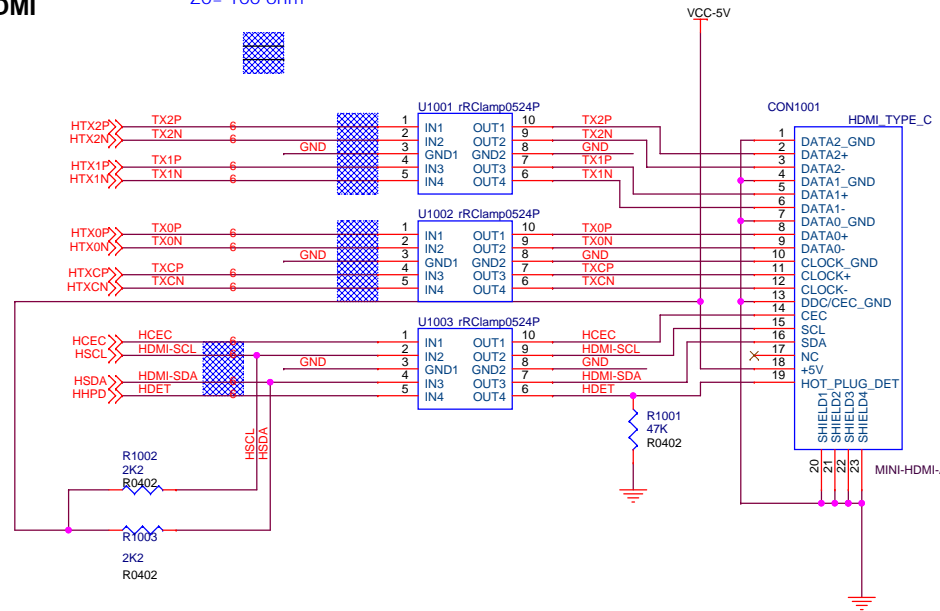 VCC-5V
U1001 rRClamp0524P
CON1001
HDMI_TYPE_C
HTX2P TX2P 6 1 IN1 OUT1 10 TX2P
HTX2N TX2N 6 2 IN2 OUT2 9 TX2N
GND 3 GND1 GND2 8 GND
HTX1P TX1P 6 4 IN3 OUT3 7 TX1P
HTX1N TX1N 6 5 IN4 OUT4 6 TX1N
U1002 rRClamp0524P
HTX0P TX0P 6 1 IN1 OUT1 10 TX0P
HTX0N TX0N 6 2 IN2 OUT2 9 TX0N
GND 3 GND1 GND2 8 GND
HTXCP TXCP 6 4 IN3 OUT3 7 TXCP
HTXCN TXCN 6 5 IN4 OUT4 6 TXCN
U1003 rRClamp0524P
HCEC HCEC 6 1 IN1 OUT1 10 HCEC
HSCL HDMI-SCL 6 2 IN2 OUT2 9 HDMI-SCL
GND 3 GND1 GND2 8 GND
HSDA HDMI-SDA 6 4 IN3 OUT3 7 HDMI-SDA
HHPD HDET 6 5 IN4 OUT4 6 HDET
1 DATA2_GND
2 DATA2+
3 DATA2-
4 DATA1_GND
5 DATA1+
6 DATA1-
7 DATA0_GND
8 DATA0+
9 DATA0-
10 CLOCK_GND
11 CLOCK+
12 CLOCK-
13 DDC/CEC_GND
14 CEC
15 SCL
16 SDA
17 NC
18 +5V
19 HOT_PLUG_DET
SHIELD1
SHIELD2
SHIELD3
SHIELD4
20
21
22
23
R1001
47K
R0402
HSCL
HSDA
R1002
2K2
R0402
R1003
2K2
R0402